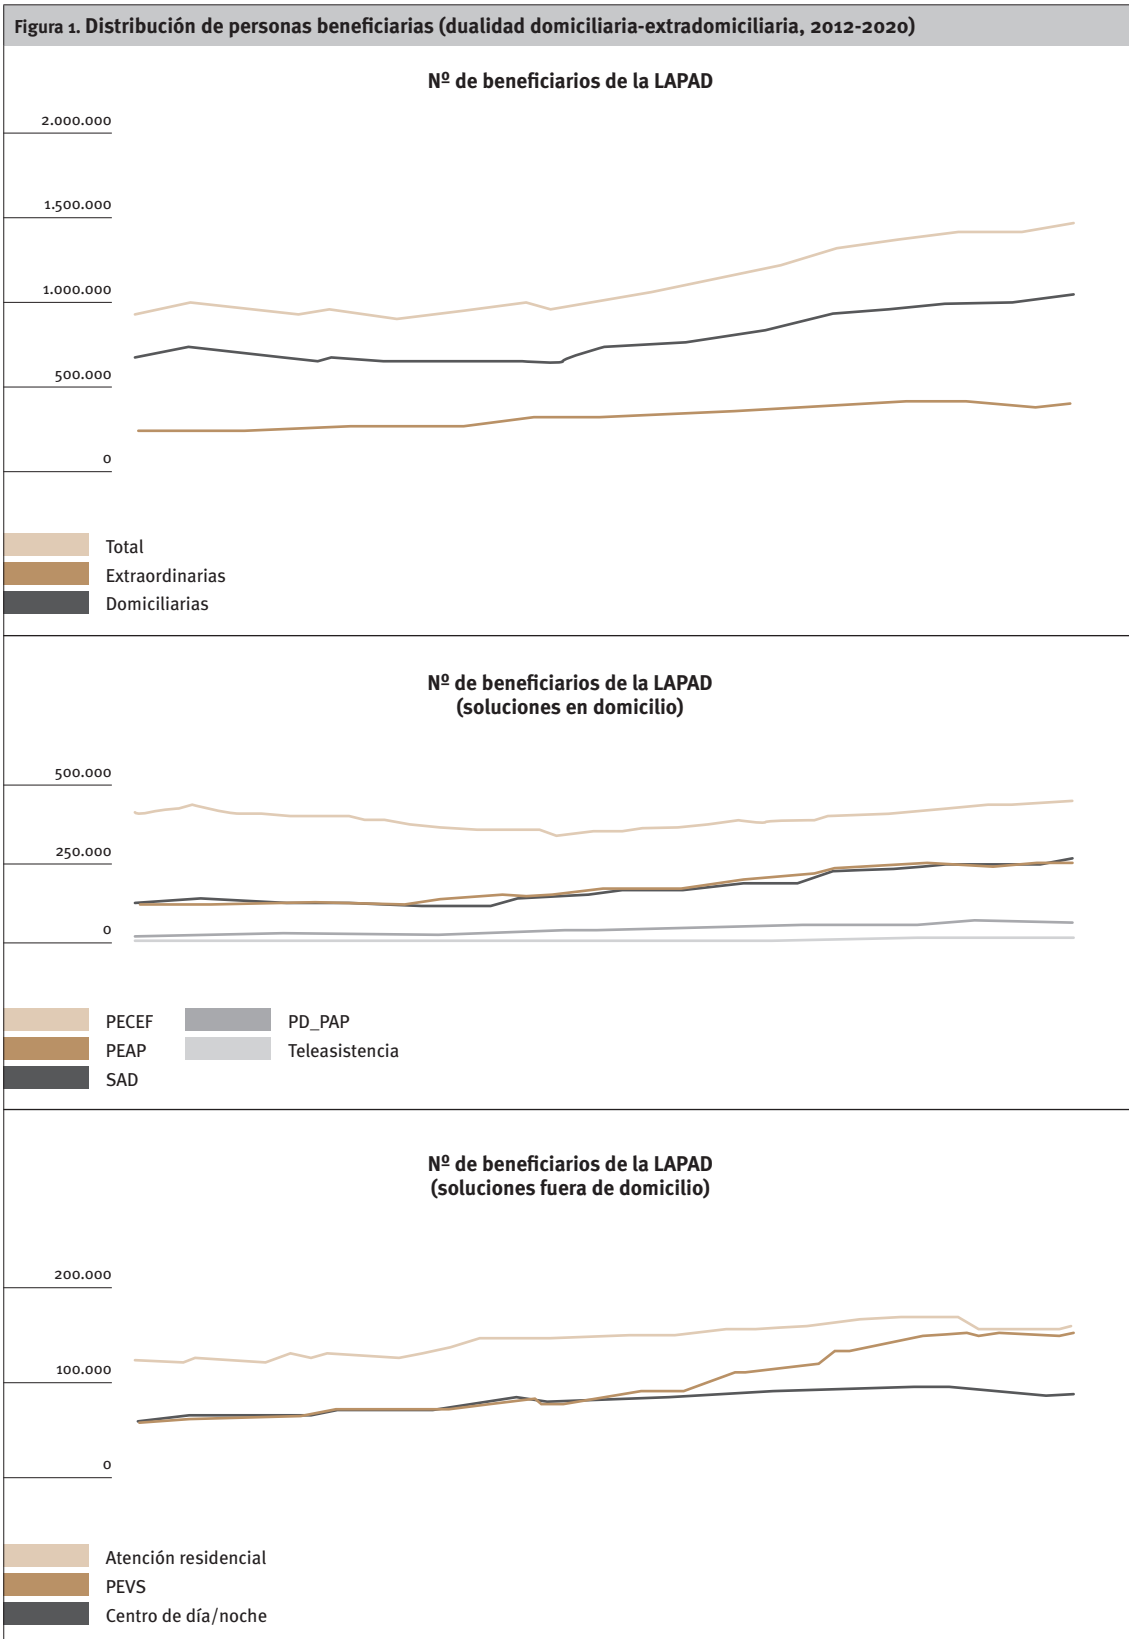 Figura 1. Distribución de personas beneficiarias (dualidad domiciliaria-extradomiciliaria, 2012-2020)
Nº de beneficiarios de la LAPAD
2.000.000
1.500.000
1.000.000
500.000
0
Total
Extraordinarias
Domiciliarias
Nº de beneficiarios de la LAPAD
(soluciones en domicilio)
500.000
250.000
0
PECEF
PD_PAP
PEAP
Teleasistencia
SAD
Nº de beneficiarios de la LAPAD
(soluciones fuera de domicilio)
200.000
100.000
0
Atención residencial
PEVS
Centro de día/noche